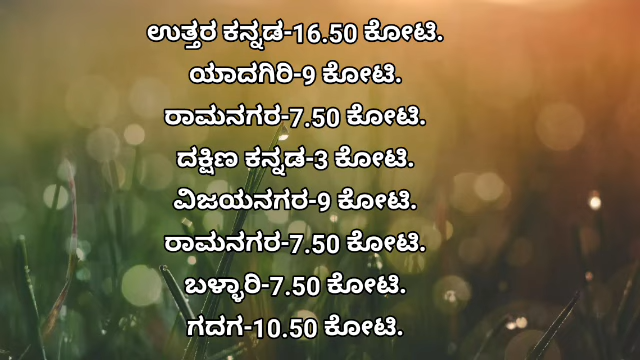 ಉತ್ತರ ಕನ್ನಡ-16.50 ಕೋಟಿ.
ಯಾದಗಿರಿ-9 ಕೋಟಿ.
ರಾಮನಗರ-7.50 ಕೋಟಿ.
ದಕ್ಷಿಣ ಕನ್ನಡ-3 ಕೋಟಿ.
ವಿಜಯನಗರ-9 ಕೋಟಿ.
ರಾಮನಗರ-7.50 ಕೋಟಿ.
ಬಳ್ಳಾರಿ-7.50 ಕೋಟಿ.
ಗದಗ-10.50 ಕೋಟಿ.